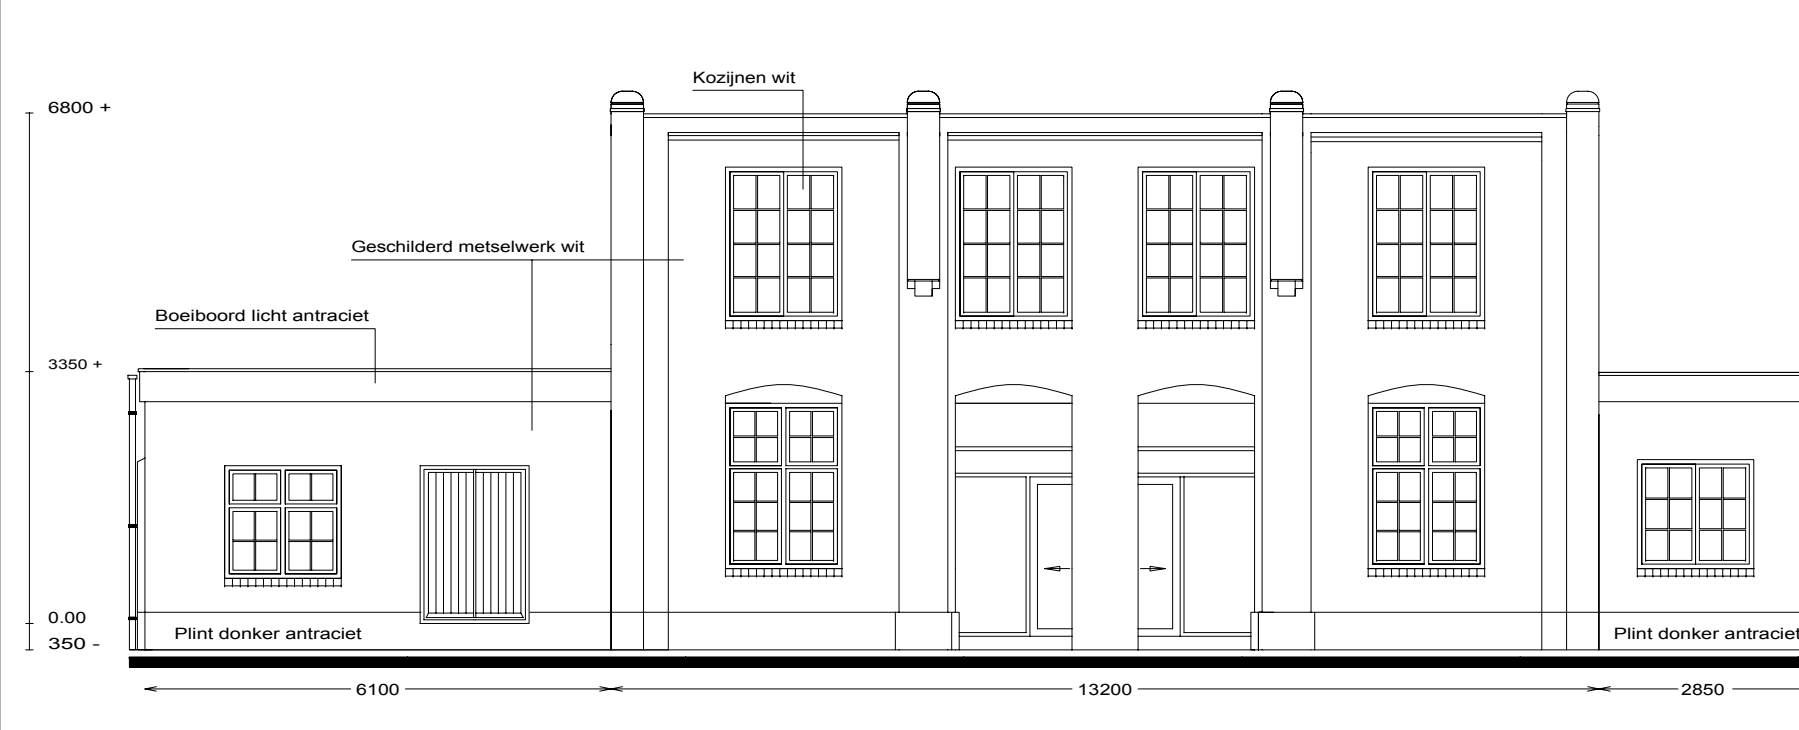 Kozijnen wit
6800 +
Geschilderd metselwerk wit
Boeiboord licht antraciet
3350 +
0.00
350 -
Plint donker antraciet
Plint donker antraciet
6100
13200
2850